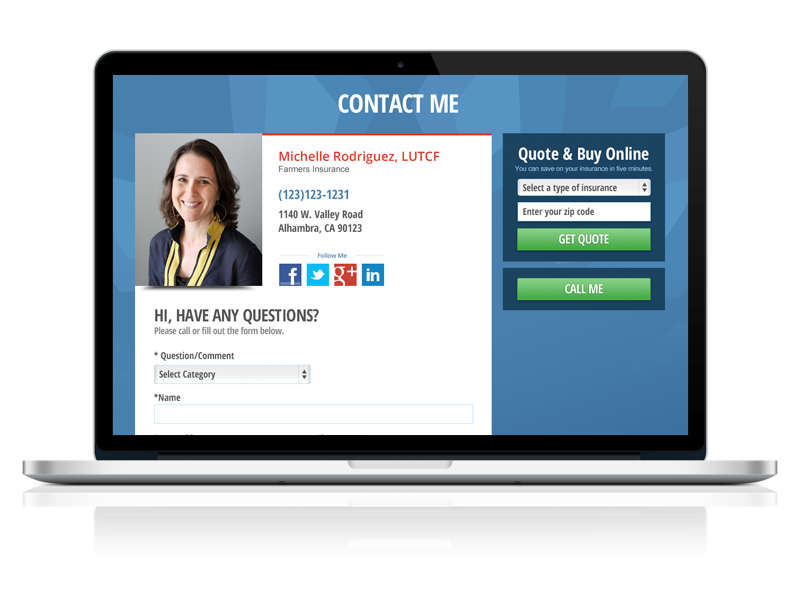 CONTACT ME
Michelle Rodriguez, LUTCF
Farmers Insurance
(123)123-1231
1140 W. Valley Road
Alhambra, CA 90123
Follow Me
f
g+
in
HI, HAVE ANY QUESTIONS?
Please call or fill out the form below.
* Question/Comment
Select Category
*Name
Quote & Buy Online
You can save on your insurance in five minutes.
Select a type of insurance
Enter your zip code
GET QUOTE
CALL ME